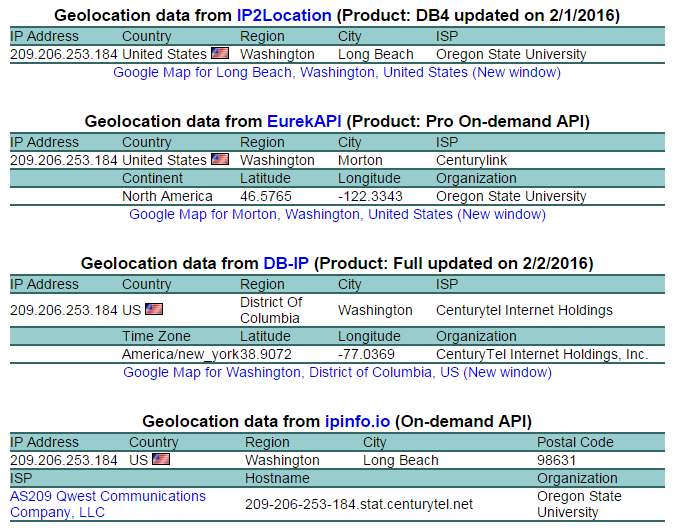 Geolocation data from IP2Location (Product: DB4 updated on 2/1/2016)
IP Address Country Region City ISP
209.206.253.184 United States Washington Long Beach Oregon State University
Google Map for Long Beach, Washington, United States (New window)
Geolocation data from EurekAPI (Product: Pro On-demand API)
IP Address Country Region City ISP
209.206.253.184 United States Washington Morton Centurylink
Continent Latitude Longitude Organization
North America 46.5765 -122.3343 Oregon State University
Google Map for Morton, Washington, United States (New window)
Geolocation data from DB-IP (Product: Full updated on 2/2/2016)
IP Address Country Region City ISP
209.206.253.184 US District Of Columbia Washington Centurytel Internet Holdings
Time Zone Latitude Longitude Organization
America/new_york 38.9072 -77.0369 CenturyTel Internet Holdings, Inc.
Google Map for Washington, District of Columbia, US (New window)
Geolocation data from ipinfo.io (On-demand API)
IP Address Country Region City Postal Code
209.206.253.184 US Washington Long Beach 98631
ISP Hostname Organization
AS209 Qwest Communications Company, LLC 209-206-253-184.stat.centurytel.net Oregon State University